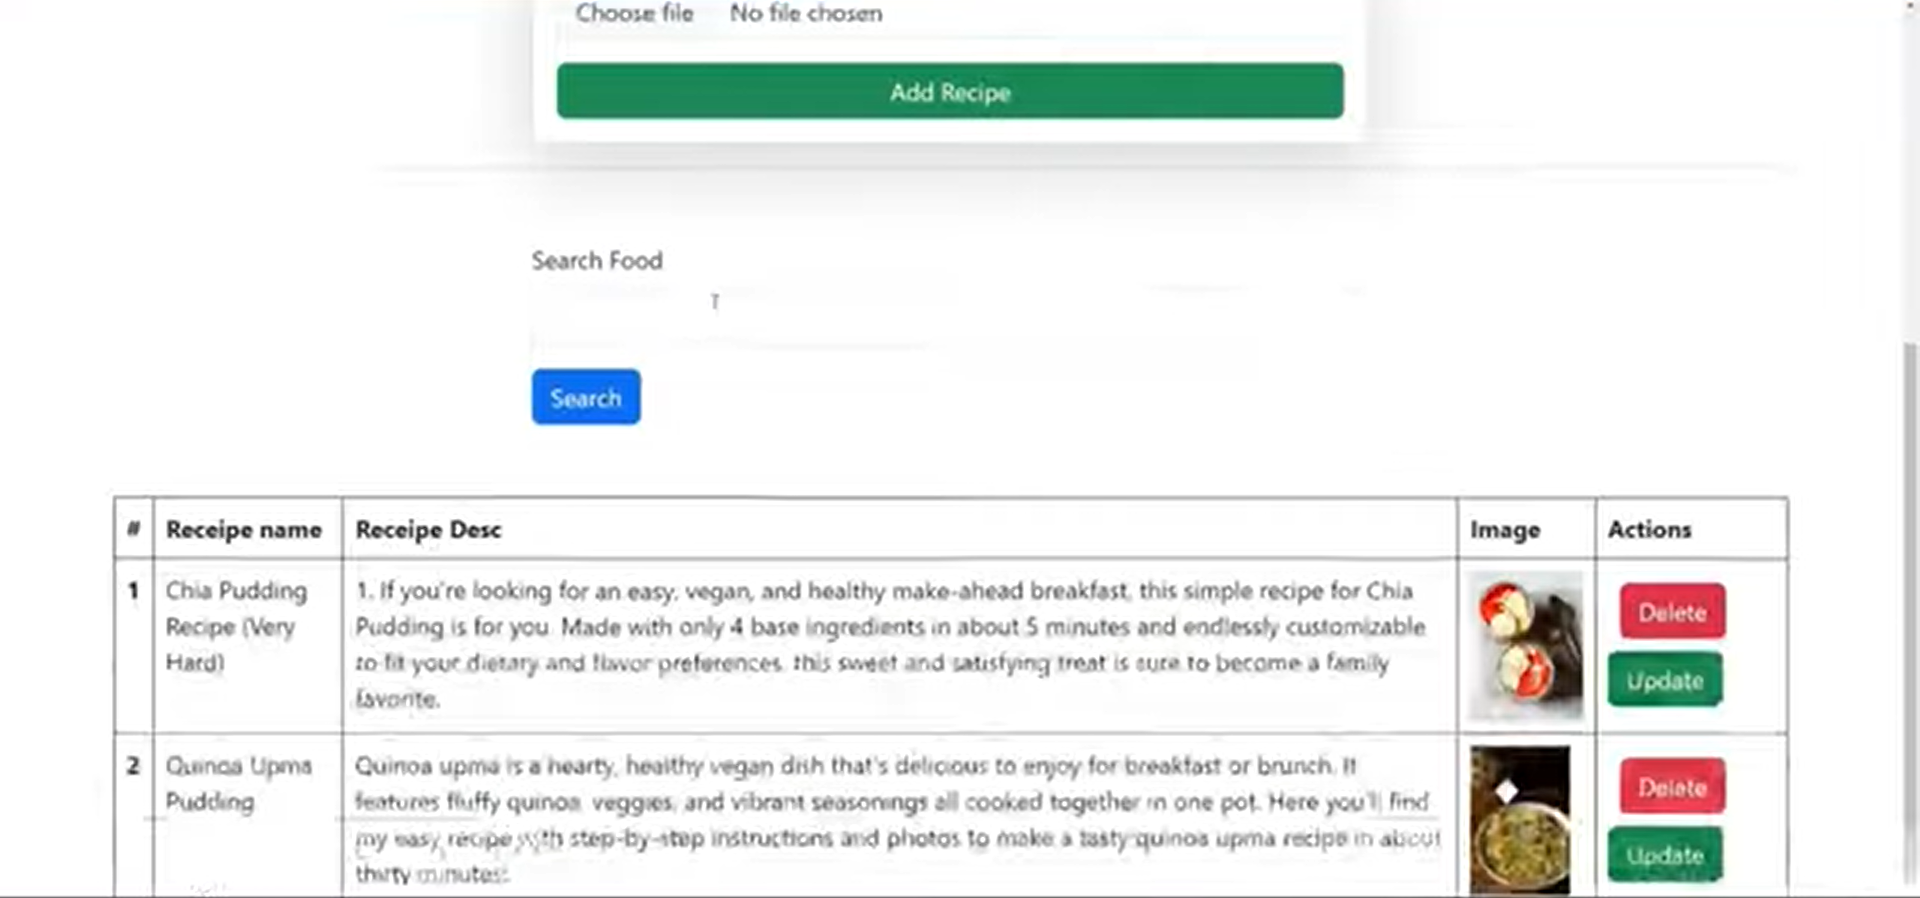 Choose file No file chosen
Add Recipe
Search Food
Search
# Receipe name Receipe Desc Image Actions
1 Chia Pudding Recipe (Very Hard)
1. If you're looking for an easy, vegan, and healthy make-ahead breakfast, this simple recipe for Chia
Pudding is for you. Made with only 4 base ingredients in about 5 minutes and endlessly customizable
to fit your dietary and flavor preferences, this sweet and satisfying treat is sure to become a family
favorite.
Delete
Update
2 Quinoa Upma Pudding
Quinoa upma is a hearty, healthy vegan dish that's delicious to enjoy for breakfast or brunch. It
features fluffy quinoa, veggies, and vibrant seasonings all cooked together in one pot. Here you'll find
my easy recipe with step-by-step instructions and photos to make a tasty quinoa upma recipe in about
thirty minutes!
Delete
Update